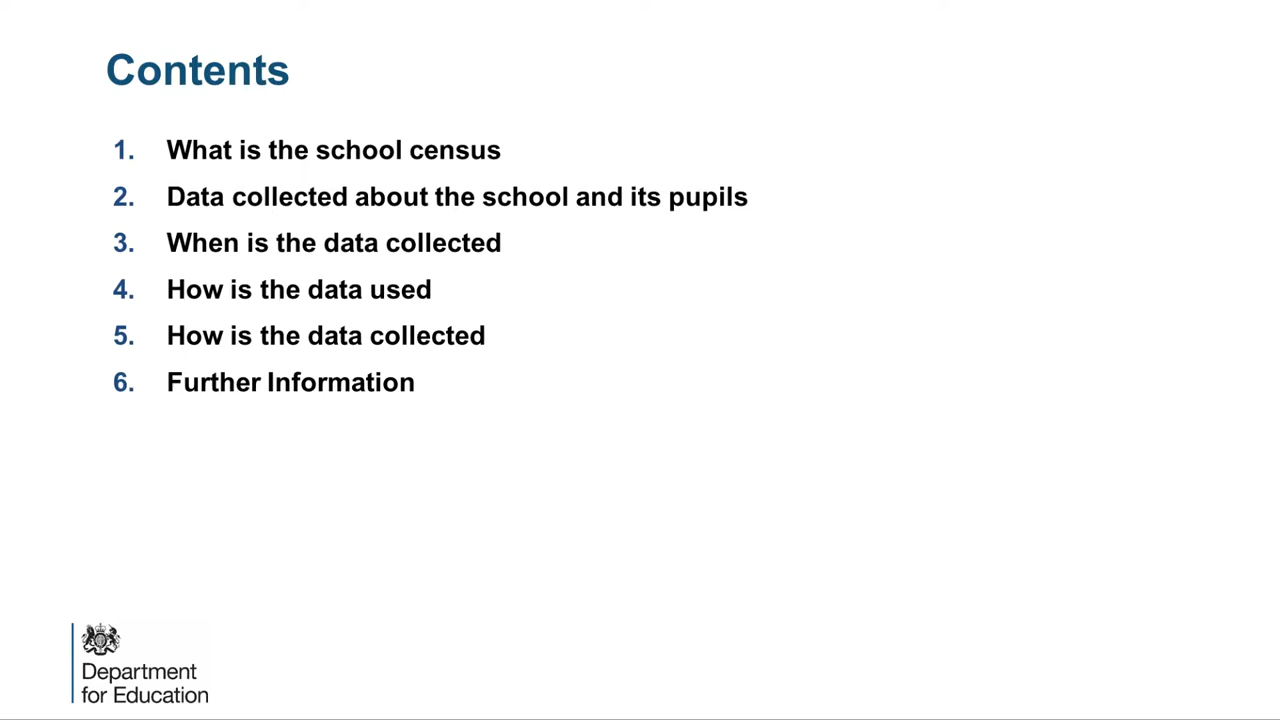 Contents
1. What is the school census
2. Data collected about the school and its pupils
3. When is the data collected
4. How is the data used
5. How is the data collected
6. Further Information
Department
for Education